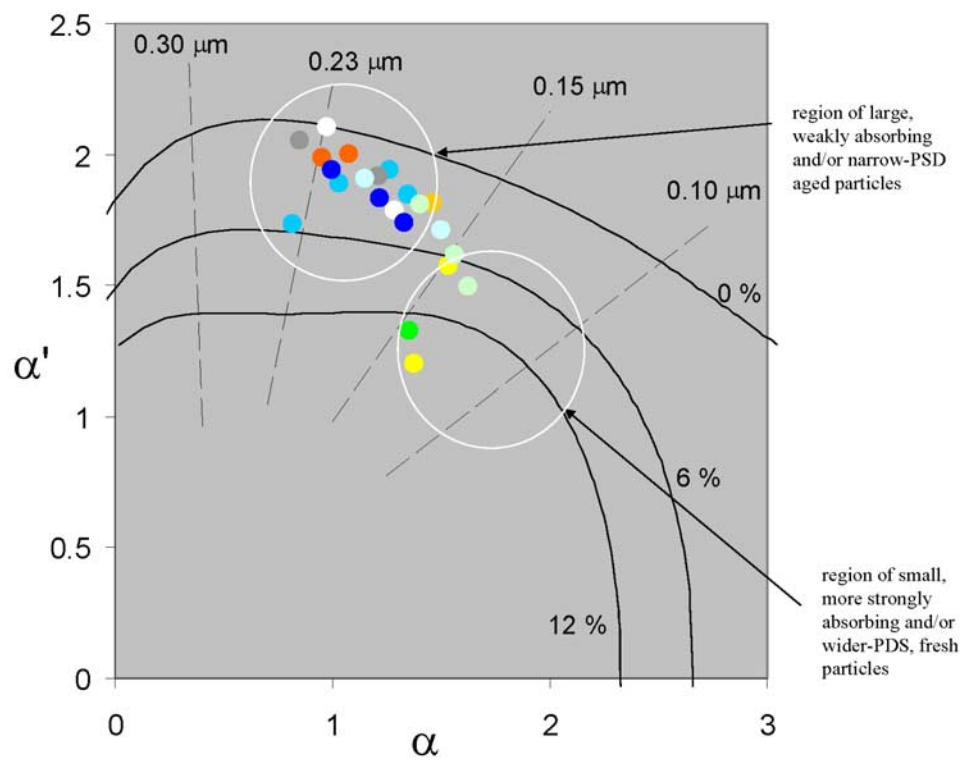 2.5
0.30 µm
0.23 µm
0.15 µm
region of large,
weakly absorbing
and/or narrow-PSD
aged particles
2
0.10 µm
1.5
0 %
α'
1
6 %
0.5
12 %
region of small,
more strongly
absorbing and/or
wider-PDS, fresh
particles
0
0
1
2
3
α